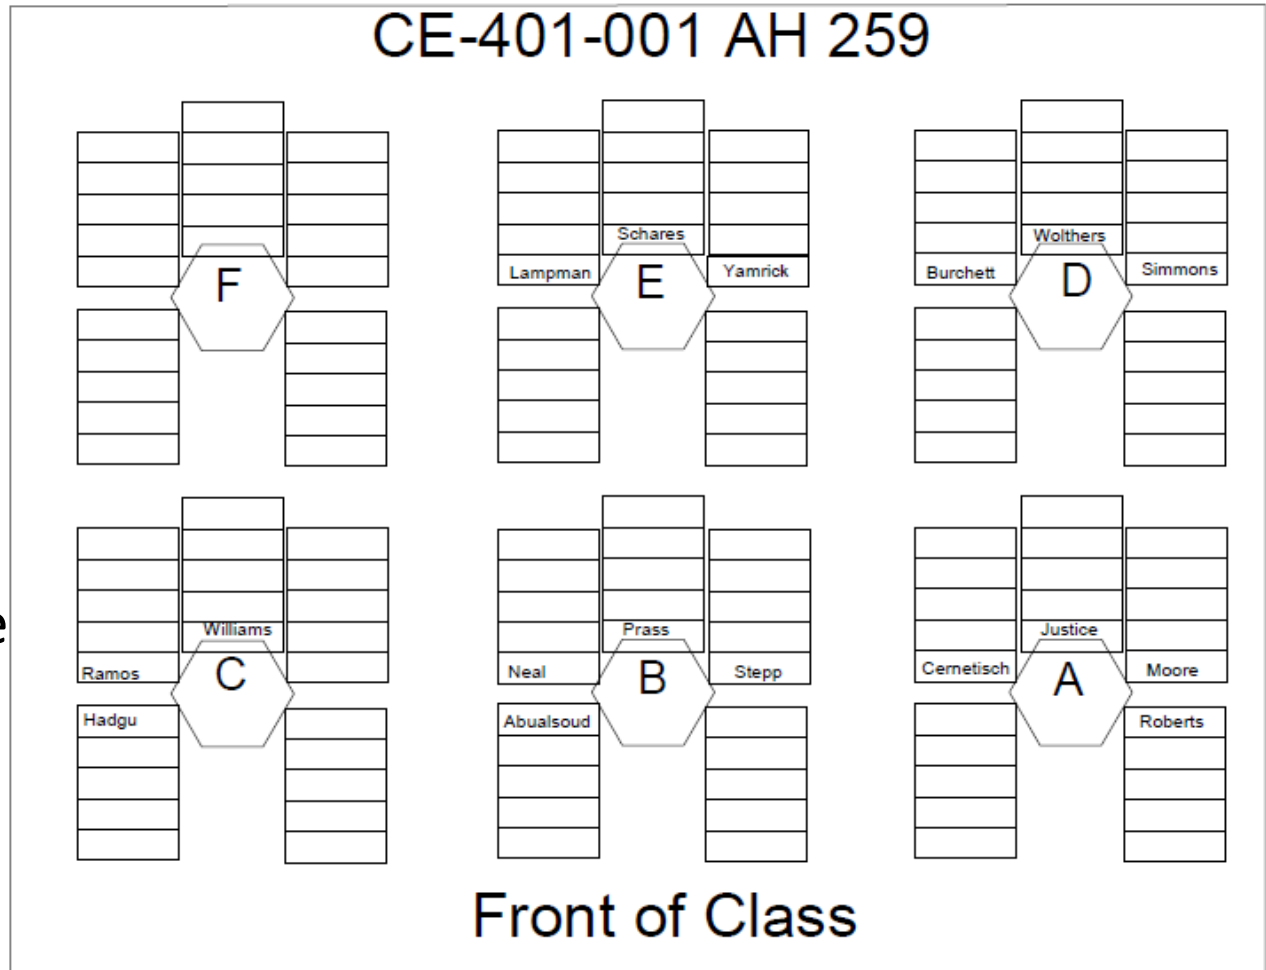 CE-401-001 AH 259
F
Schares
Lampman
E
Yamrick
Wolthers
Burchett
D
Simmons
e
Williams
Ramos
C
Hadgu
Prass
Neal
B
Stepp
Abualsoud
Justice
Cernetisch
A
Moore
Roberts
Front of Class